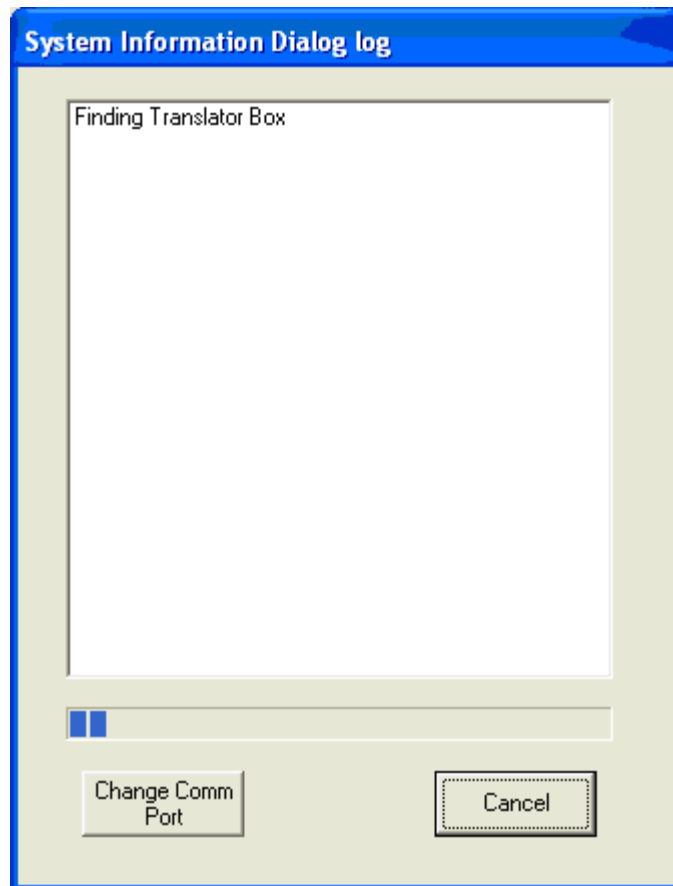 System Information Dialog log
Finding Translator Box
Change Comm
Port
Cancel